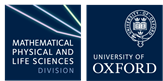 MATHEMATICAL
PHYSICAL AND
LIFE SCIENCES
DIVISION
UNIVERSITY OF
OXFORD